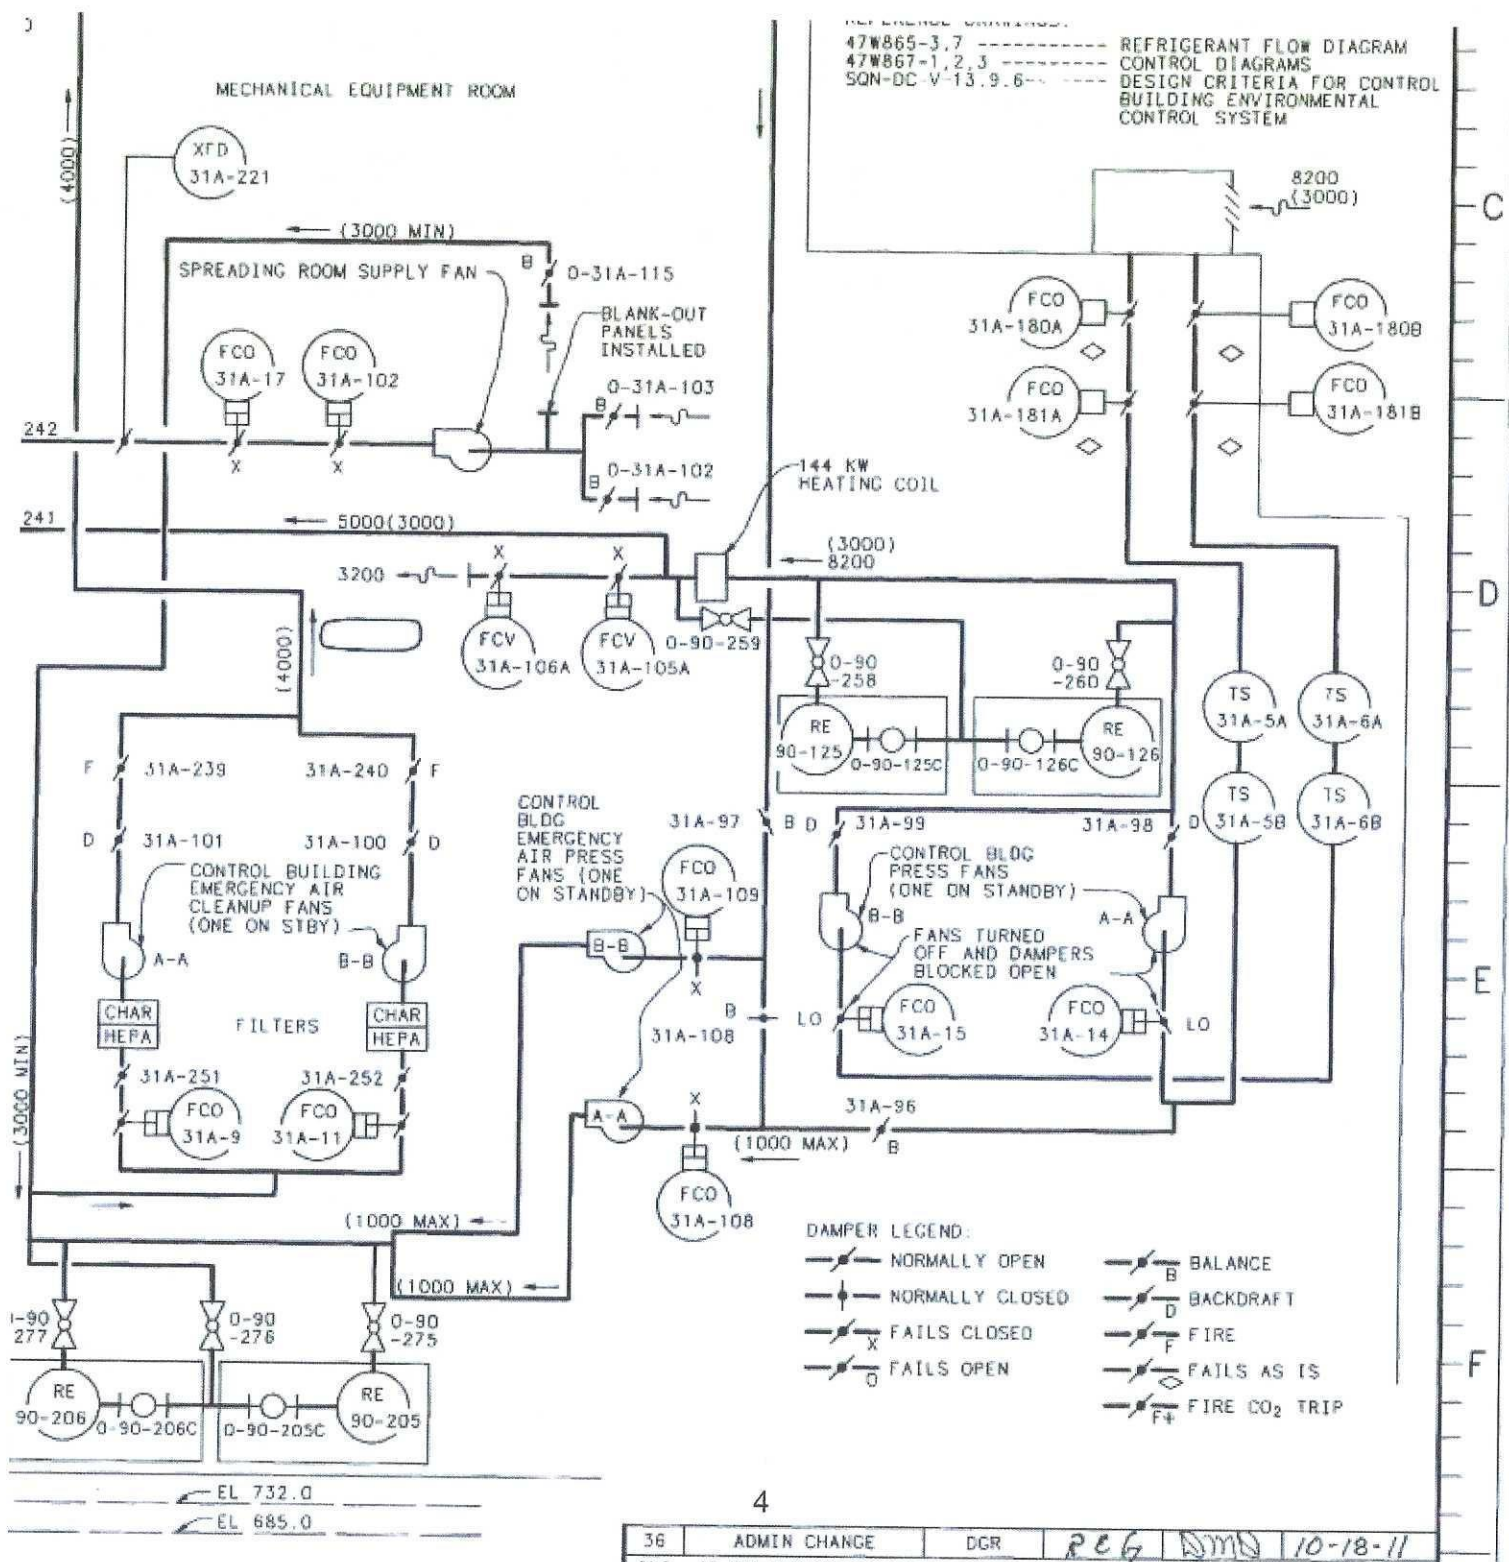 47W865-3,7 ---------- REFRIGERANT FLOW DIAGRAM
47W867-1,2,3 -------- CONTROL DIAGRAMS
SQN-DC-V-13.9.6------ DESIGN CRITERIA FOR CONTROL
BUILDING ENVIRONMENTAL
CONTROL SYSTEM
MECHANICAL EQUIPMENT ROOM
(4000)
XFD
31A-221
8200
(3000)
C
(3000 MIN)
SPREADING ROOM SUPPLY FAN
B
0-31A-115
BLANK-OUT
PANELS
INSTALLED
FCO
31A-17
FCO
31A-102
X
X
B
0-31A-103
B
0-31A-102
FCO
31A-180A
FCO
31A-180B
FCO
31A-181A
FCO
31A-181B
242
241
5000(3000)
144 KW
HEATING COIL
(3000)
8200
D
3200
X
X
FCV
31A-106A
FCV
31A-105A
0-90-259
0-90
-258
0-90
-260
RE
90-125
0-90-125C
0-90-126C
RE
90-126
TS
31A-5A
TS
31A-6A
TS
31A-5B
TS
31A-6B
(4000)
F
31A-239
31A-240
F
D
31A-101
31A-100
D
CONTROL BUILDING
EMERGENCY AIR
CLEANUP FANS
(ONE ON STBY)
A-A
B-B
CHAR
HEPA
FILTERS
CHAR
HEPA
31A-251
31A-252
FCO
31A-9
FCO
31A-11
(3000 MIN)
CONTROL
BLDG
EMERGENCY
AIR PRESS
FANS (ONE
ON STANDBY)
31A-97
B
D
31A-99
31A-98
D
FCO
31A-109
CONTROL BLDG
PRESS FANS
(ONE ON STANDBY)
B-B
B-B
A-A
FANS TURNED
OFF AND DAMPERS
BLOCKED OPEN
X
B
31A-108
LO
FCO
31A-15
FCO
31A-14
LO
E
A-A
X
31A-96
B
(1000 MAX)
FCO
31A-108
(1000 MAX)
(1000 MAX)
DAMPER LEGEND:
NORMALLY OPEN
NORMALLY CLOSED
X FAILS CLOSED
O FAILS OPEN
B BALANCE
D BACKDRAFT
F FIRE
FAILS AS IS
F+ FIRE CO₂ TRIP
F
0-90
-276
0-90
-275
RE
90-206
0-90-206C
0-90-205C
RE
90-205
EL 732.0
EL 685.0
4
36 ADMIN CHANGE DGR 10-18-11